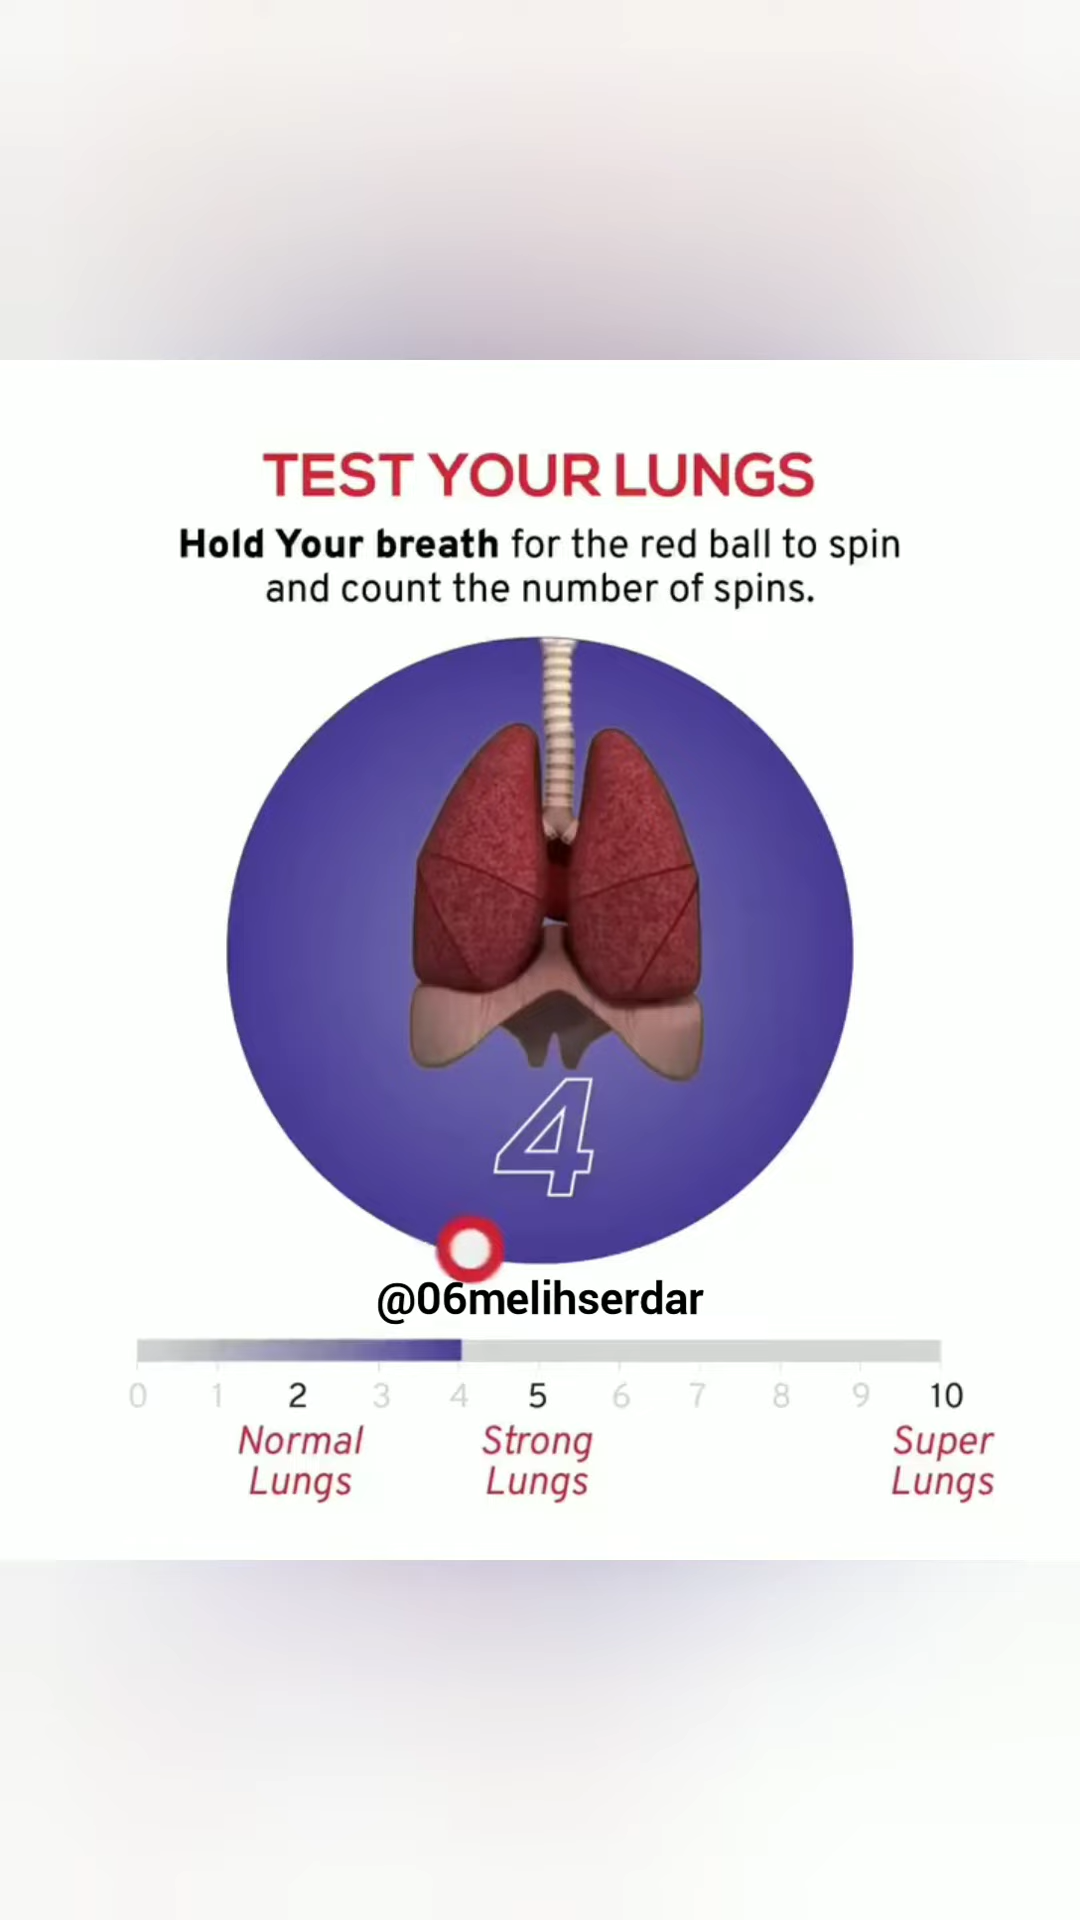 TEST YOUR LUNGS
Hold Your breath for the red ball to spin
and count the number of spins.
4
@06melihserdar
0 1 2 3 4 5 6 7 8 9 10
Normal Strong Super
Lungs Lungs Lungs